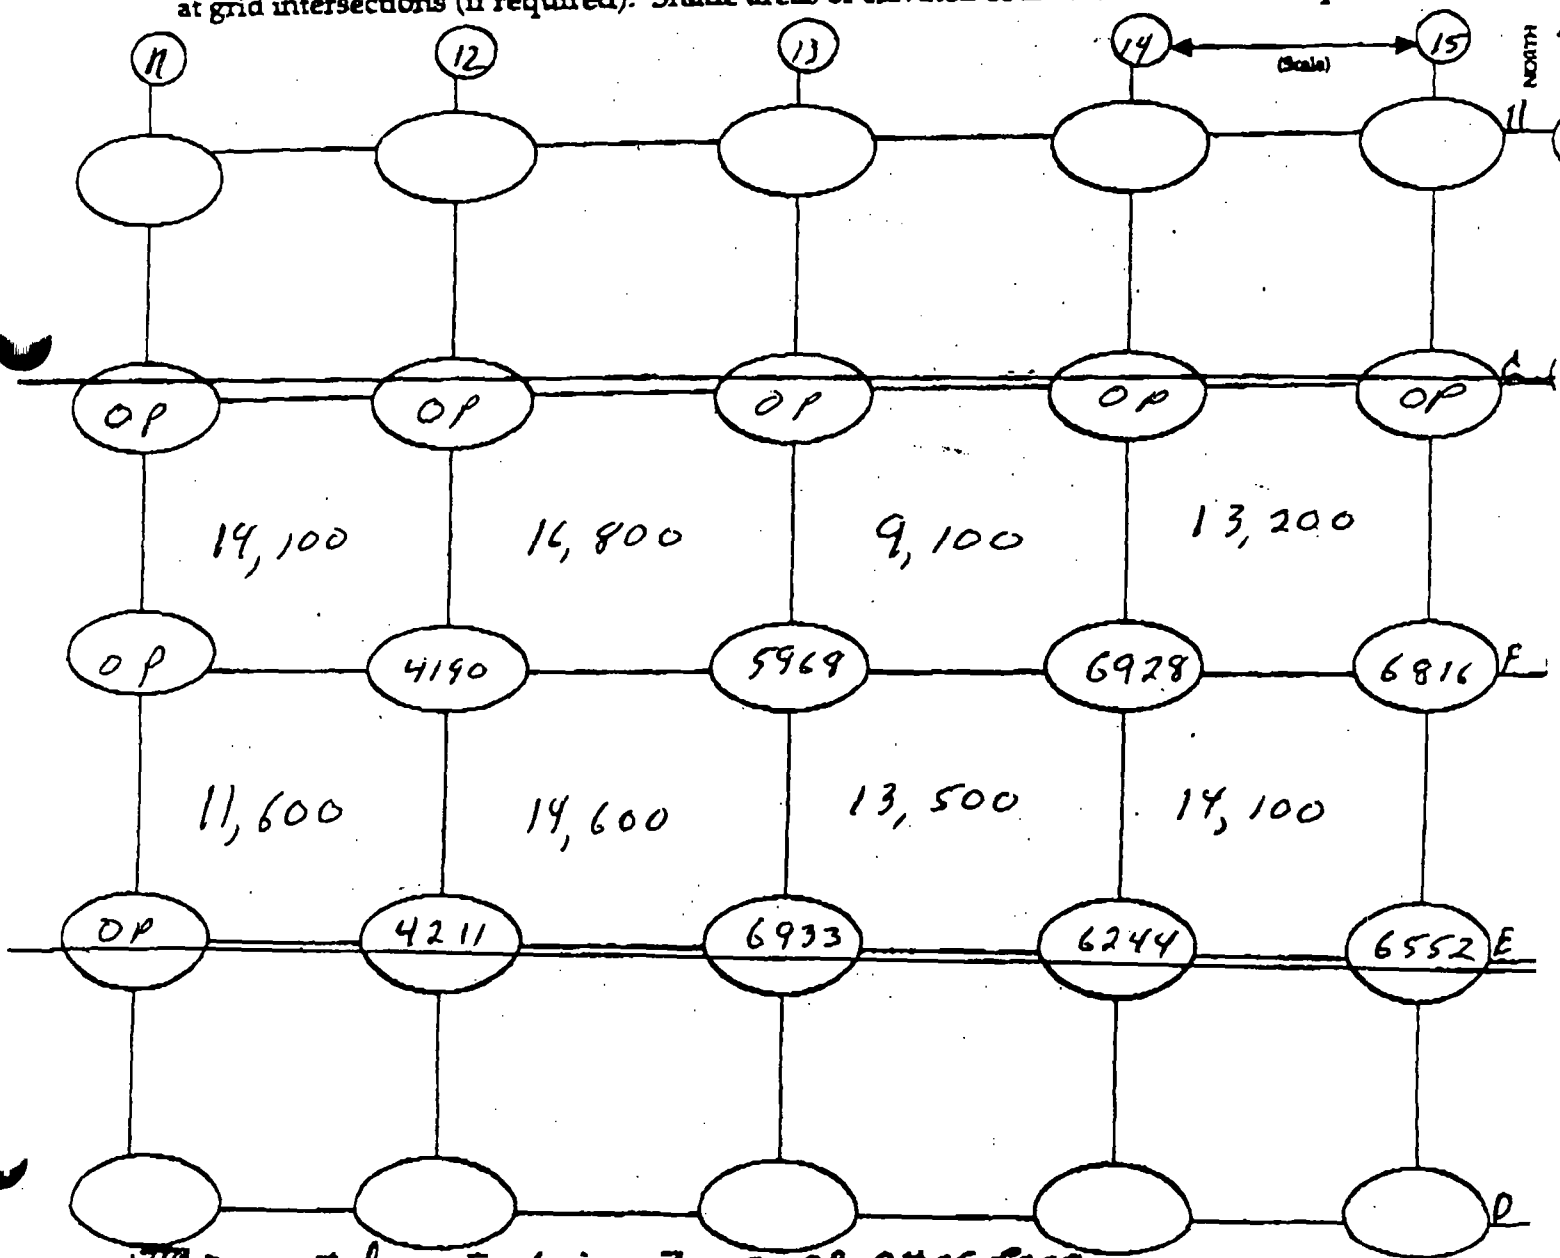 at grid intersections (if required).
11 12 13 14 15
(Scale)
NORTH
H
OP OP OP OP OP G
14,100 16,800 9,100 13,200
OP 4190 5969 6928 6816 F
11,600 14,600 13,500 14,100
OP 4211 6933 6244 6552 E
D